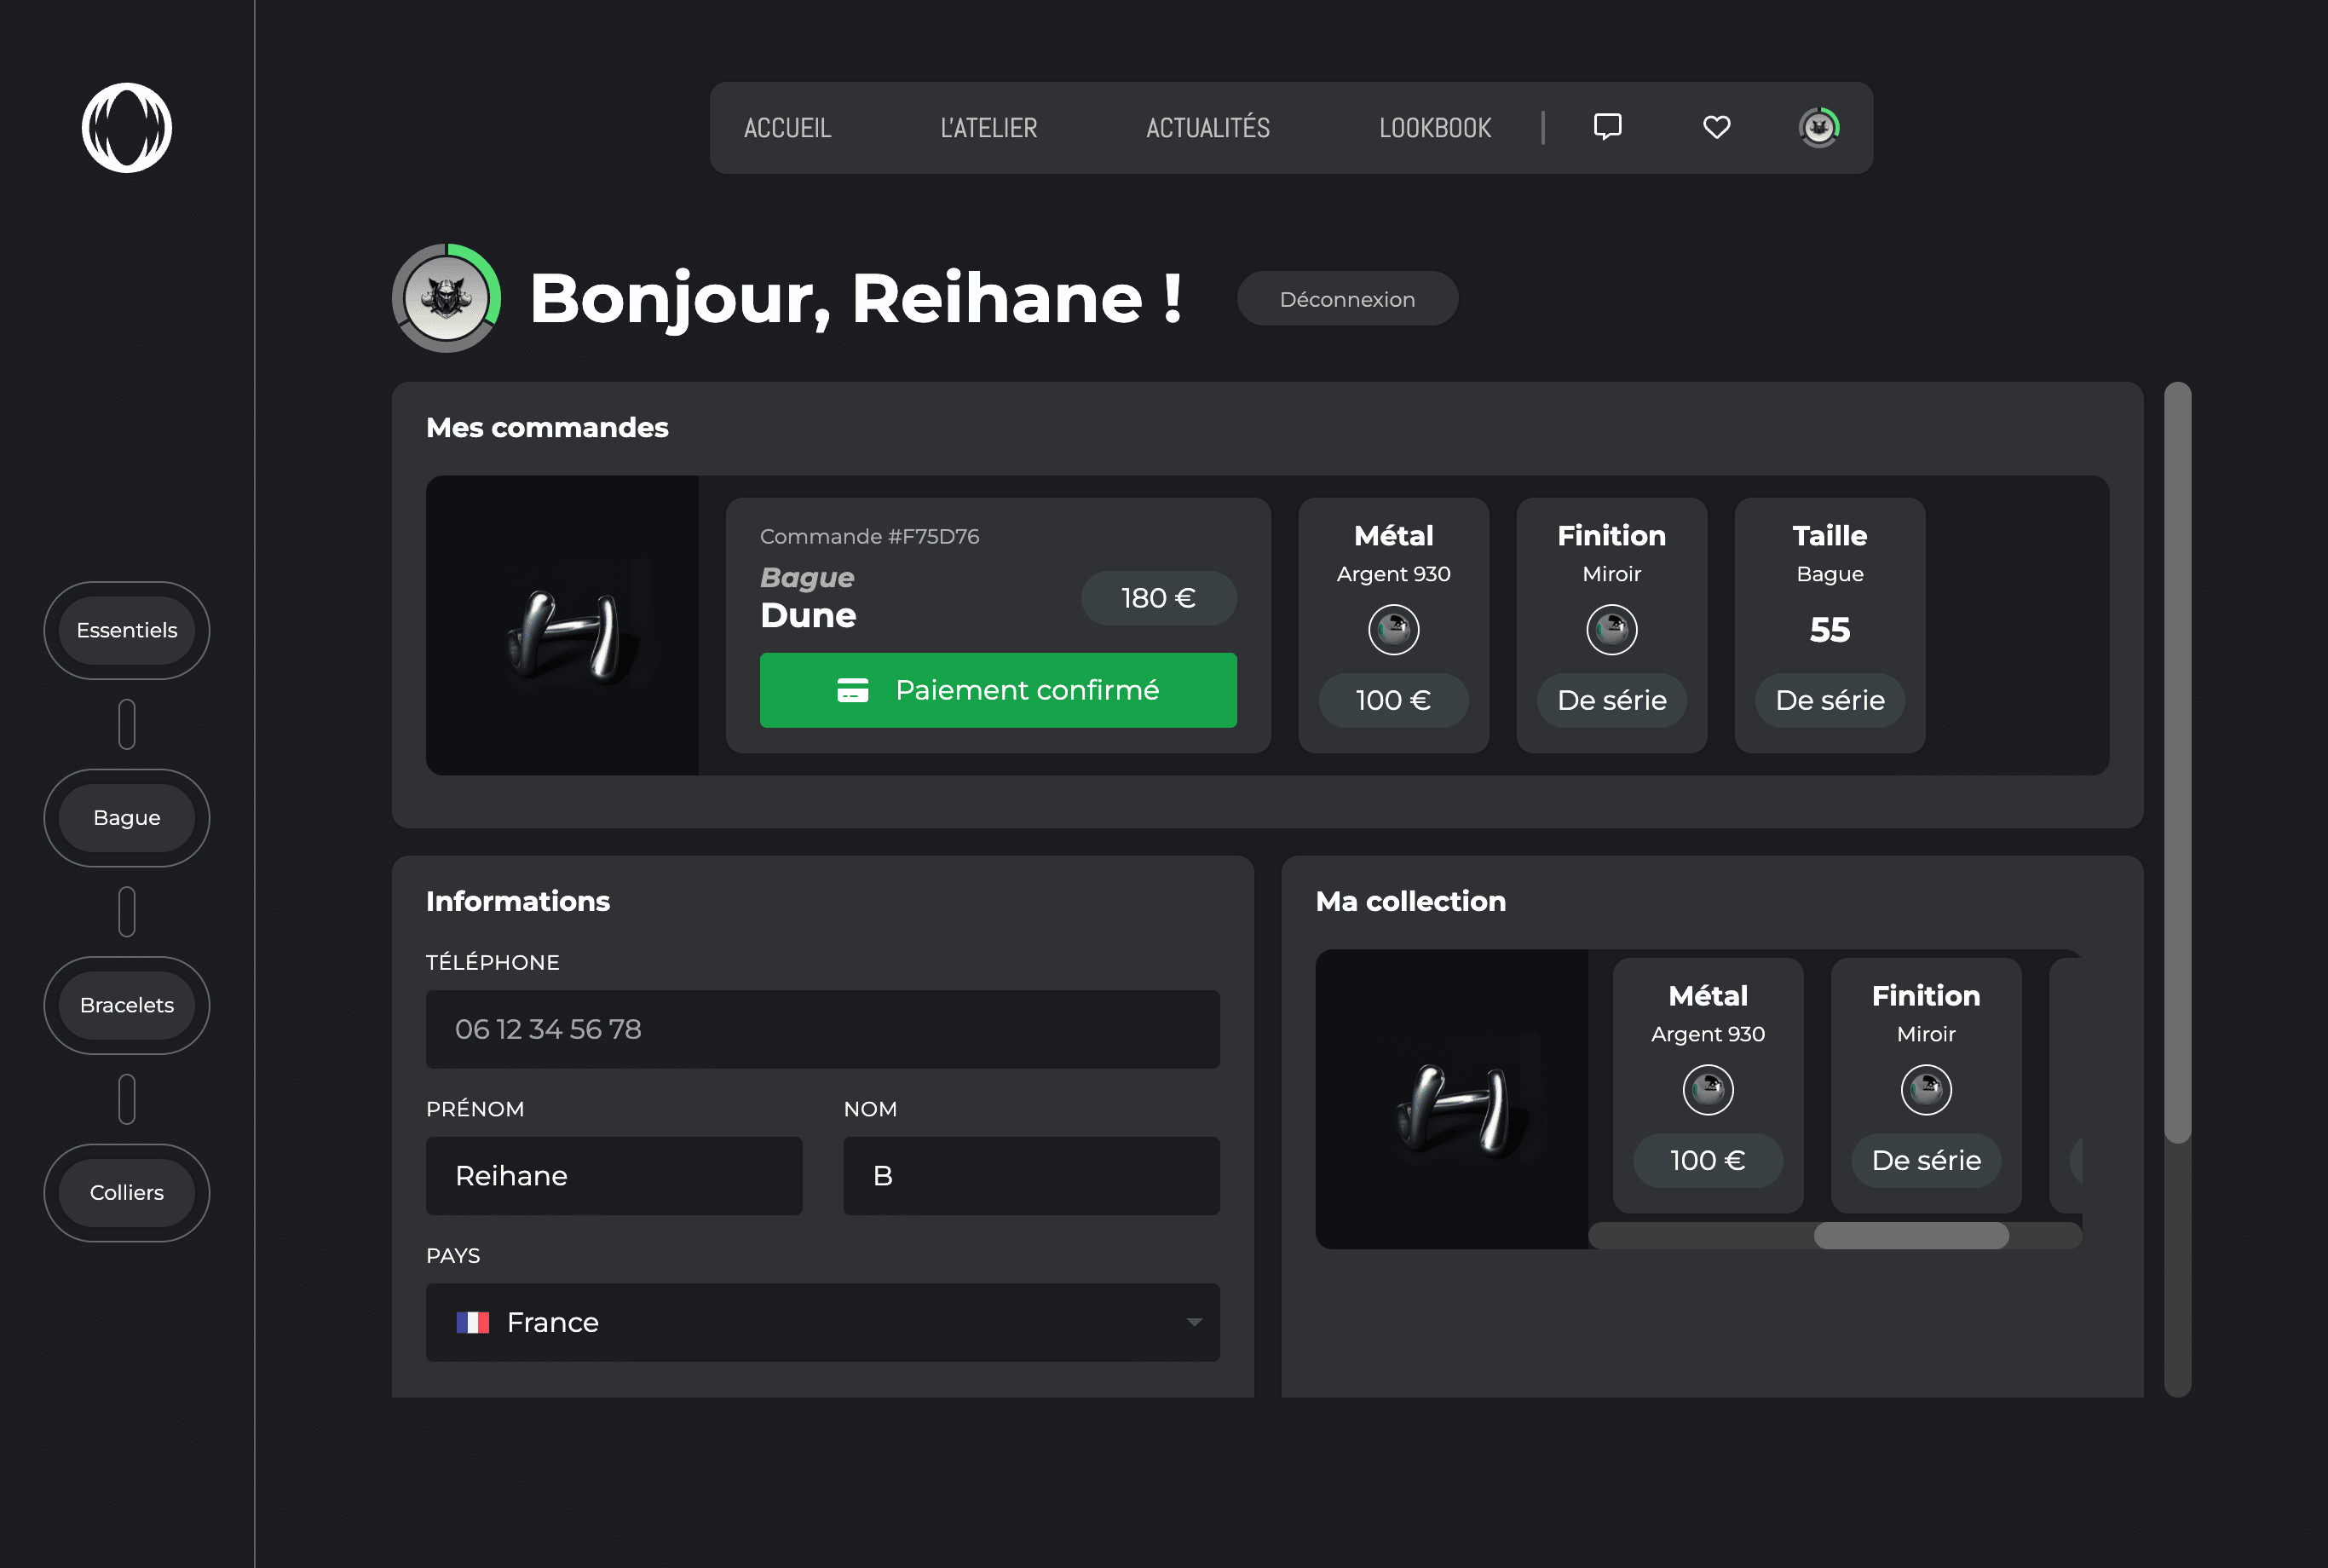 ACCUEIL
L'ATELIER
ACTUALITÉS
LOOKBOOK
Bonjour, Reihane !
Déconnexion
Essentiels
Bague
Bracelets
Colliers
Mes commandes
Commande #F75D76
Bague
Dune
180 €
Paiement confirmé
Métal
Argent 930
100 €
Finition
Miroir
De série
Taille
Bague
55
De série
Informations
TÉLÉPHONE
06 12 34 56 78
PRÉNOM
NOM
Reihane
B
PAYS
France
Ma collection
Métal
Argent 930
100 €
Finition
Miroir
De série